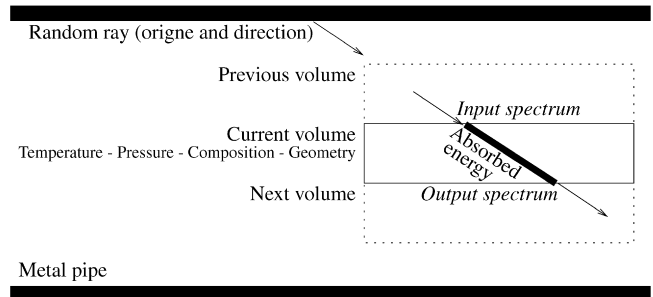 Random ray (origne and direction)
Previous volume
Input spectrum
Current volume
Temperature - Pressure - Composition - Geometry
Absorbed
energy
Next volume
Output spectrum
Metal pipe